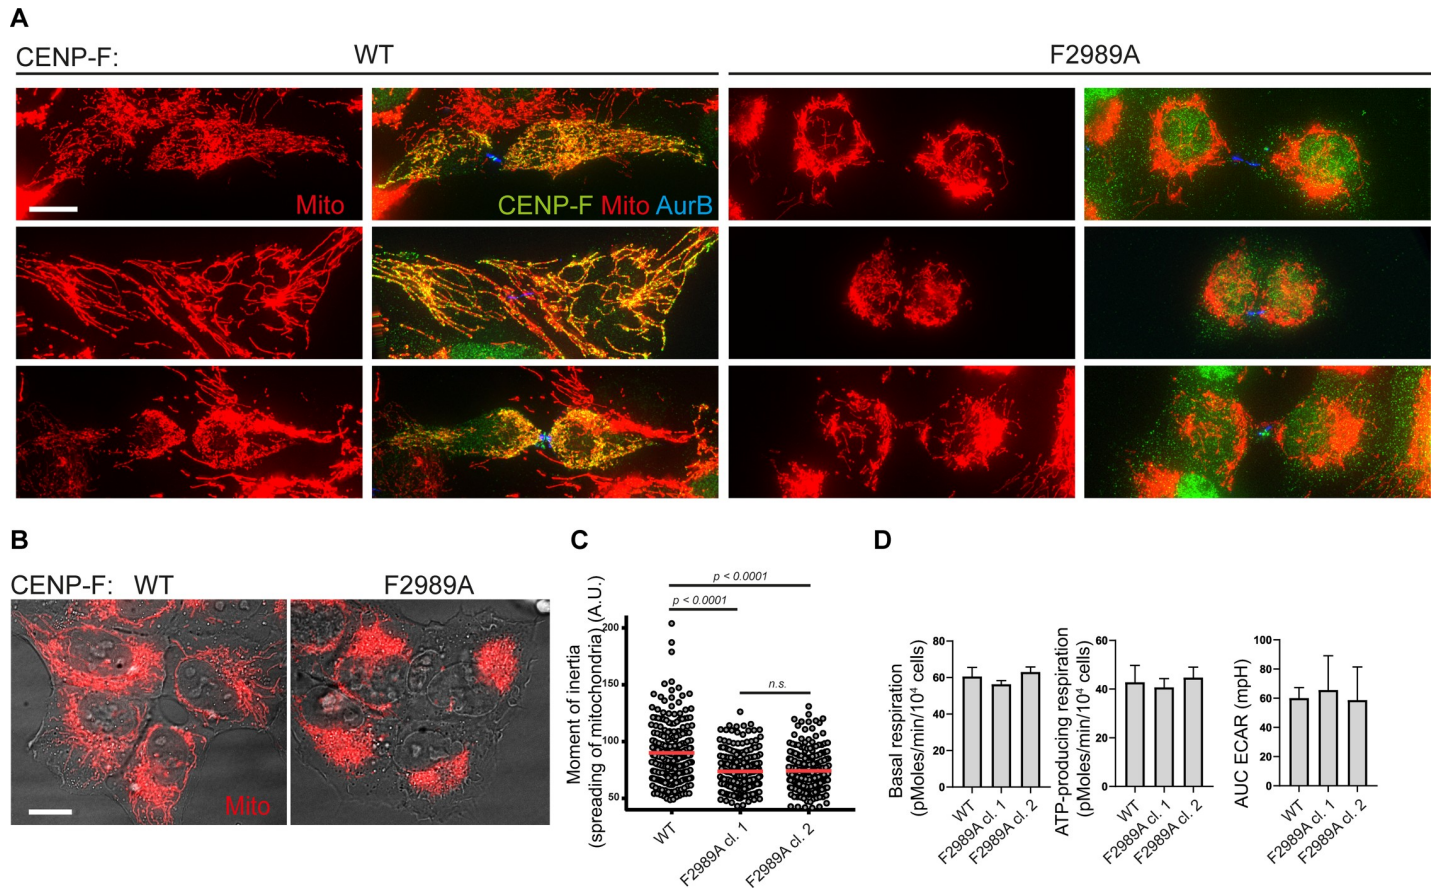 A
CENP-F:
WT
F2989A
Mito
CENP-F Mito AurB
B
CENP-F: WT
F2989A
Mito
C
Moment of inertia
(spreading of mitochondria) (A.U.)
200
150
100
50
p < 0.0001
p < 0.0001
n.s.
WT
F2989A cl. 1
F2989A cl. 2
D
Basal respiration
(pMoles/min/10⁴ cells)
80
60
40
20
0
WT
F2989A cl. 1
F2989A cl. 2
ATP-producing respiration
(pMoles/min/10⁴ cells)
60
40
20
0
WT
F2989A cl. 1
F2989A cl. 2
AUC ECAR (mpH)
100
80
60
40
20
0
WT
F2989A cl. 1
F2989A cl. 2